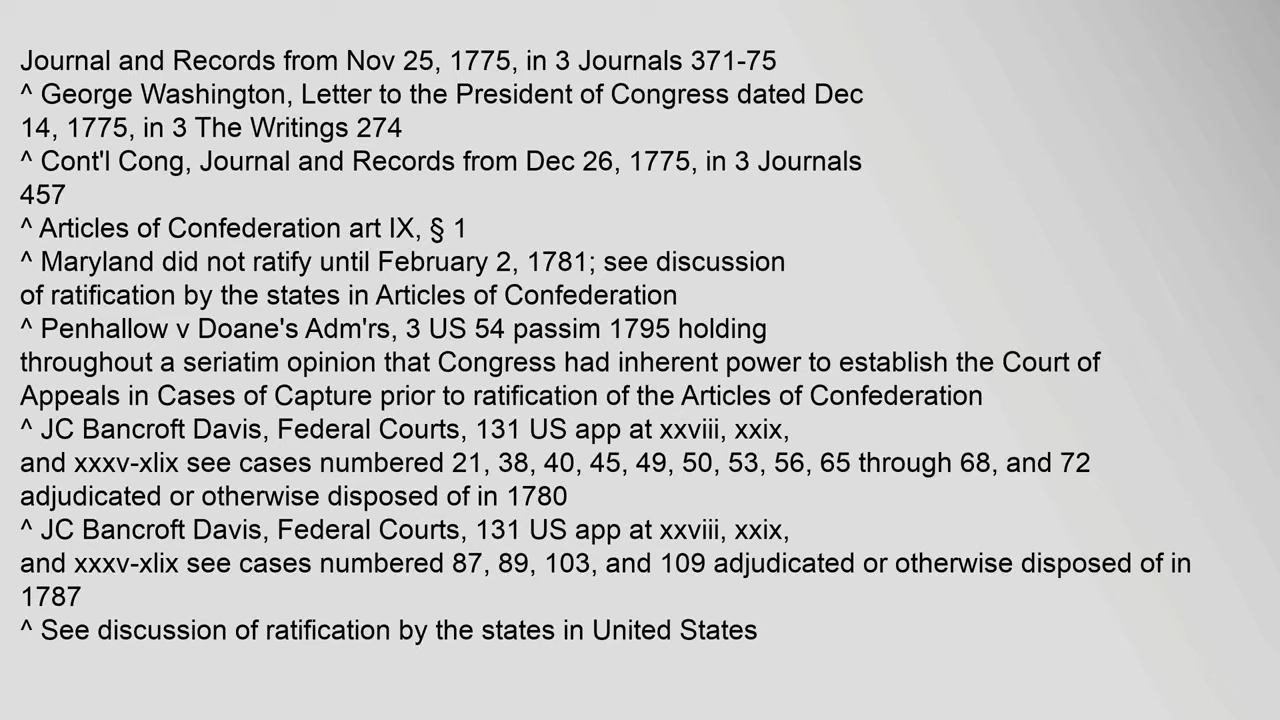 Journal and Records from Nov 25, 1775, in 3 Journals 371-75
^ George Washington, Letter to the President of Congress dated Dec
14, 1775, in 3 The Writings 274
^ Cont'l Cong, Journal and Records from Dec 26, 1775, in 3 Journals
457
^ Articles of Confederation art IX, § 1
^ Maryland did not ratify until February 2, 1781; see discussion
of ratification by the states in Articles of Confederation
^ Penhallow v Doane's Adm'rs, 3 US 54 passim 1795 holding
throughout a seriatim opinion that Congress had inherent power to establish the Court of
Appeals in Cases of Capture prior to ratification of the Articles of Confederation
^ JC Bancroft Davis, Federal Courts, 131 US app at xxviii, xxix,
and xxxv-xlix see cases numbered 21, 38, 40, 45, 49, 50, 53, 56, 65 through 68, and 72
adjudicated or otherwise disposed of in 1780
^ JC Bancroft Davis, Federal Courts, 131 US app at xxviii, xxix,
and xxxv-xlix see cases numbered 87, 89, 103, and 109 adjudicated or otherwise disposed of in
1787
^ See discussion of ratification by the states in United States